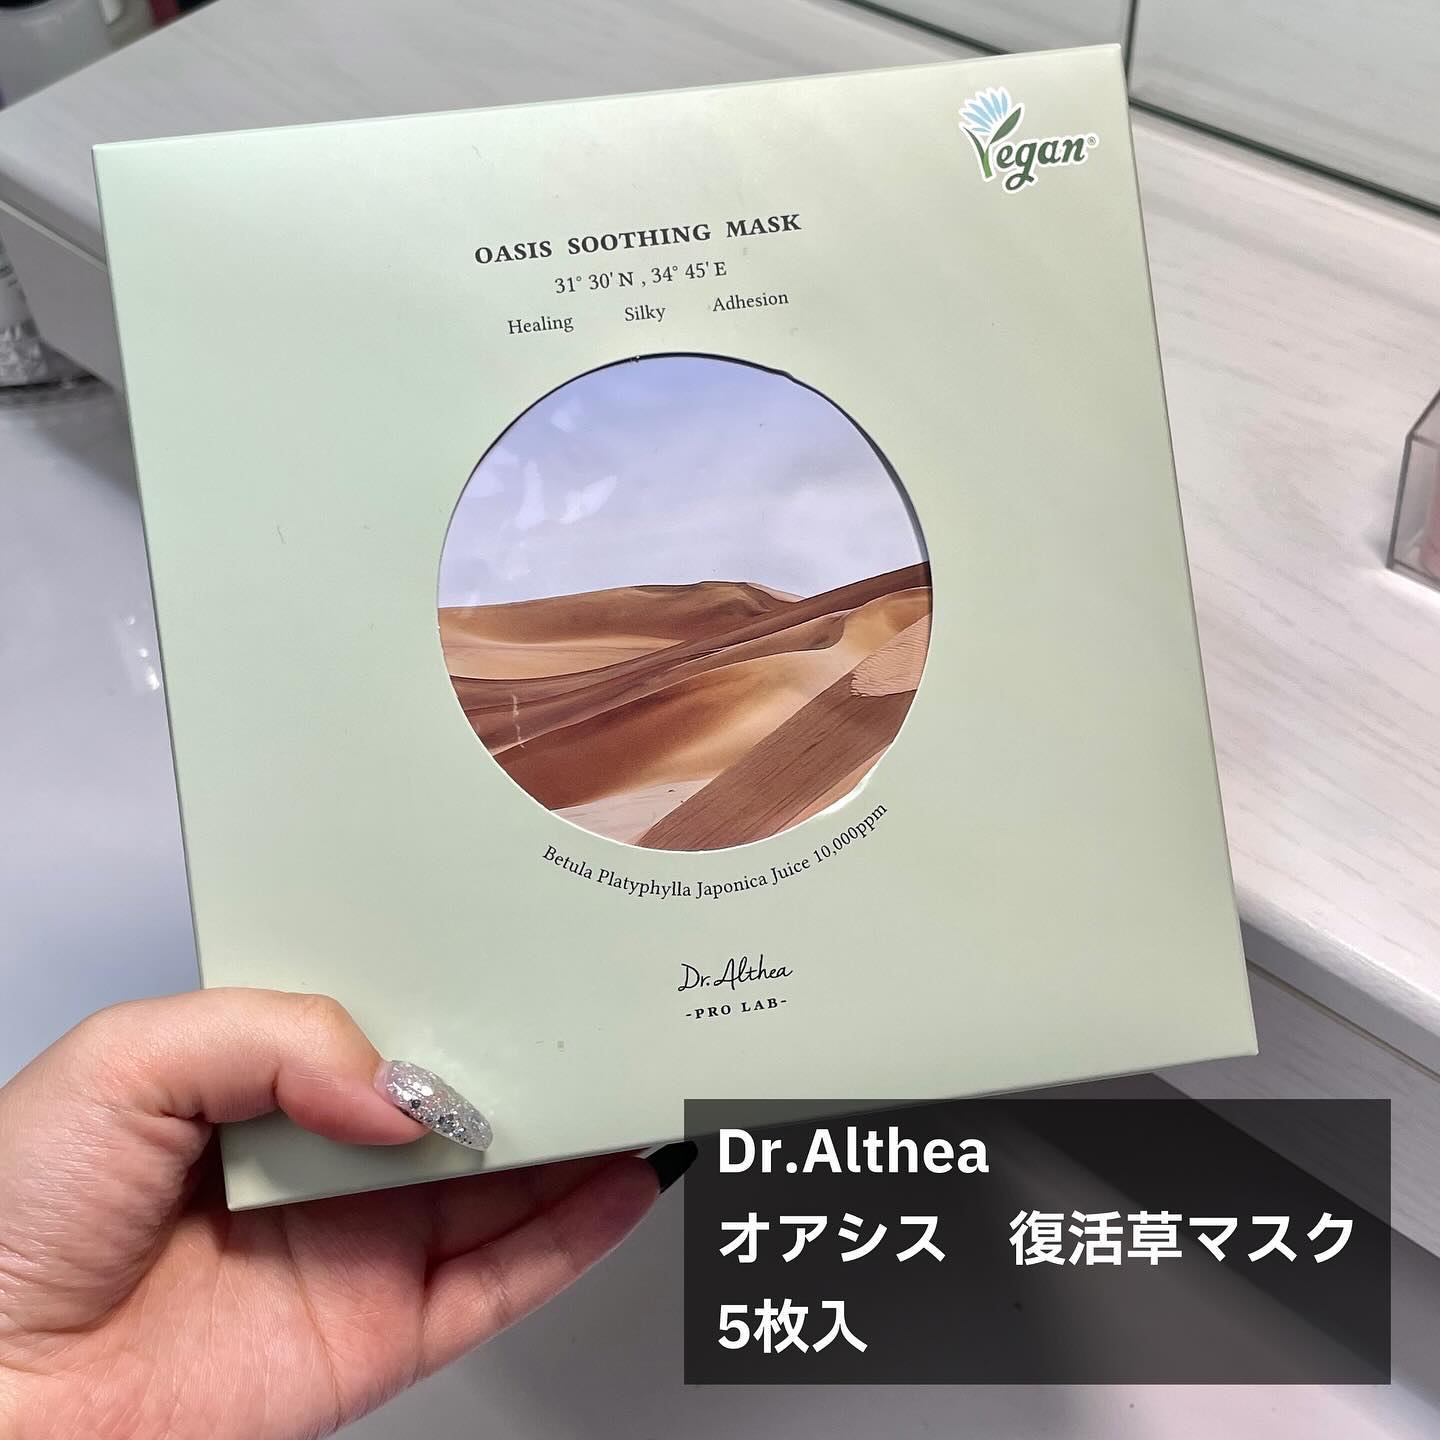 Vegan®
OASIS SOOTHING MASK
31° 30' N , 34° 45' E
Healing Silky Adhesion
Betula Platyphylla Japonica Juice 10,000ppm
Dr.Althea
-PRO LAB-
Dr.Althea
オアシス　復活草マスク
5枚入